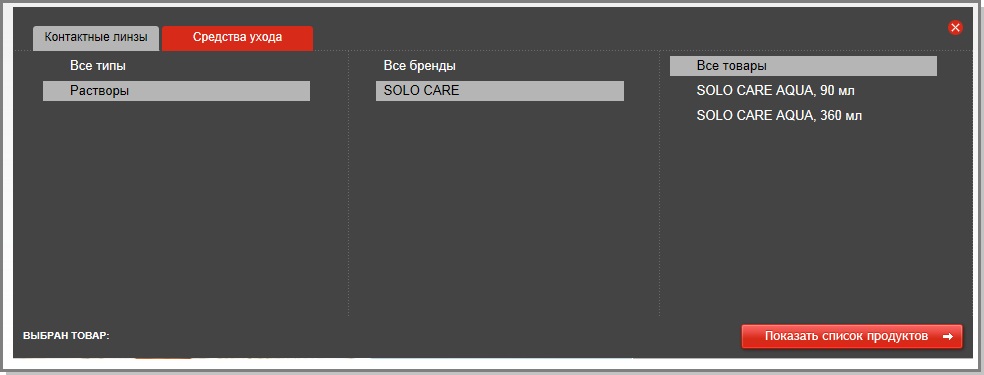 Контактные линзы
Средства ухода
Все типы
Растворы
Все бренды
SOLO CARE
Все товары
SOLO CARE AQUA, 90 мл
SOLO CARE AQUA, 360 мл
ВЫБРАН ТОВАР:
Показать список продуктов